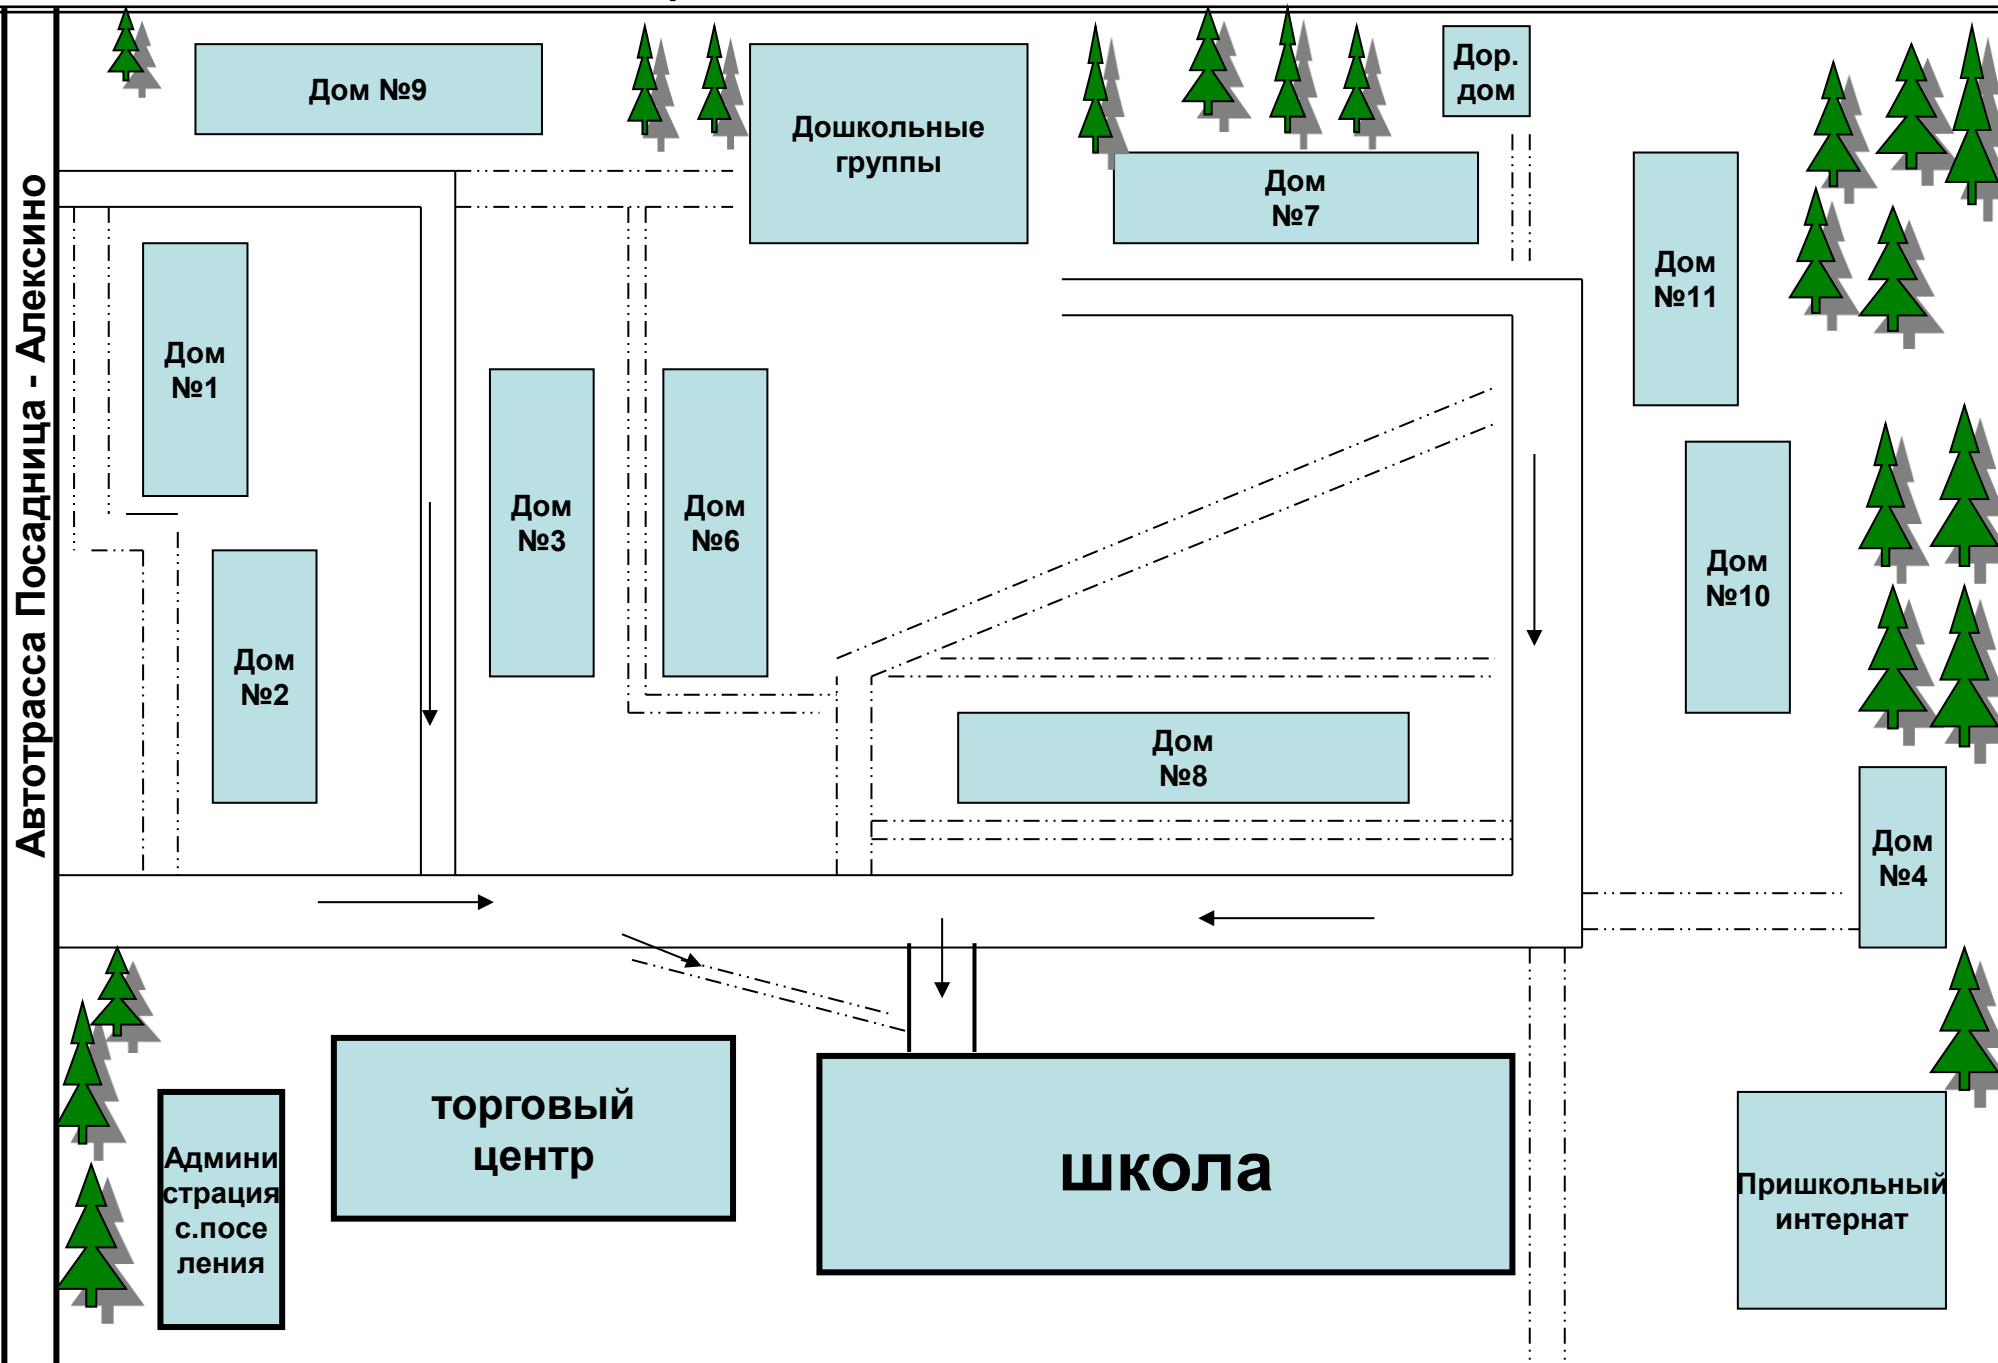 Дом №9
Дошкольные
группы
Дор.
дом
Дом
№7
Дом
№11
Автотрасса Посадница - Алексино
Дом
№1
Дом
№3
Дом
№6
Дом
№10
Дом
№2
Дом
№8
Дом
№4
торговый
центр
школа
Админи
страция
с.посе
ления
Пришкольный
интернат